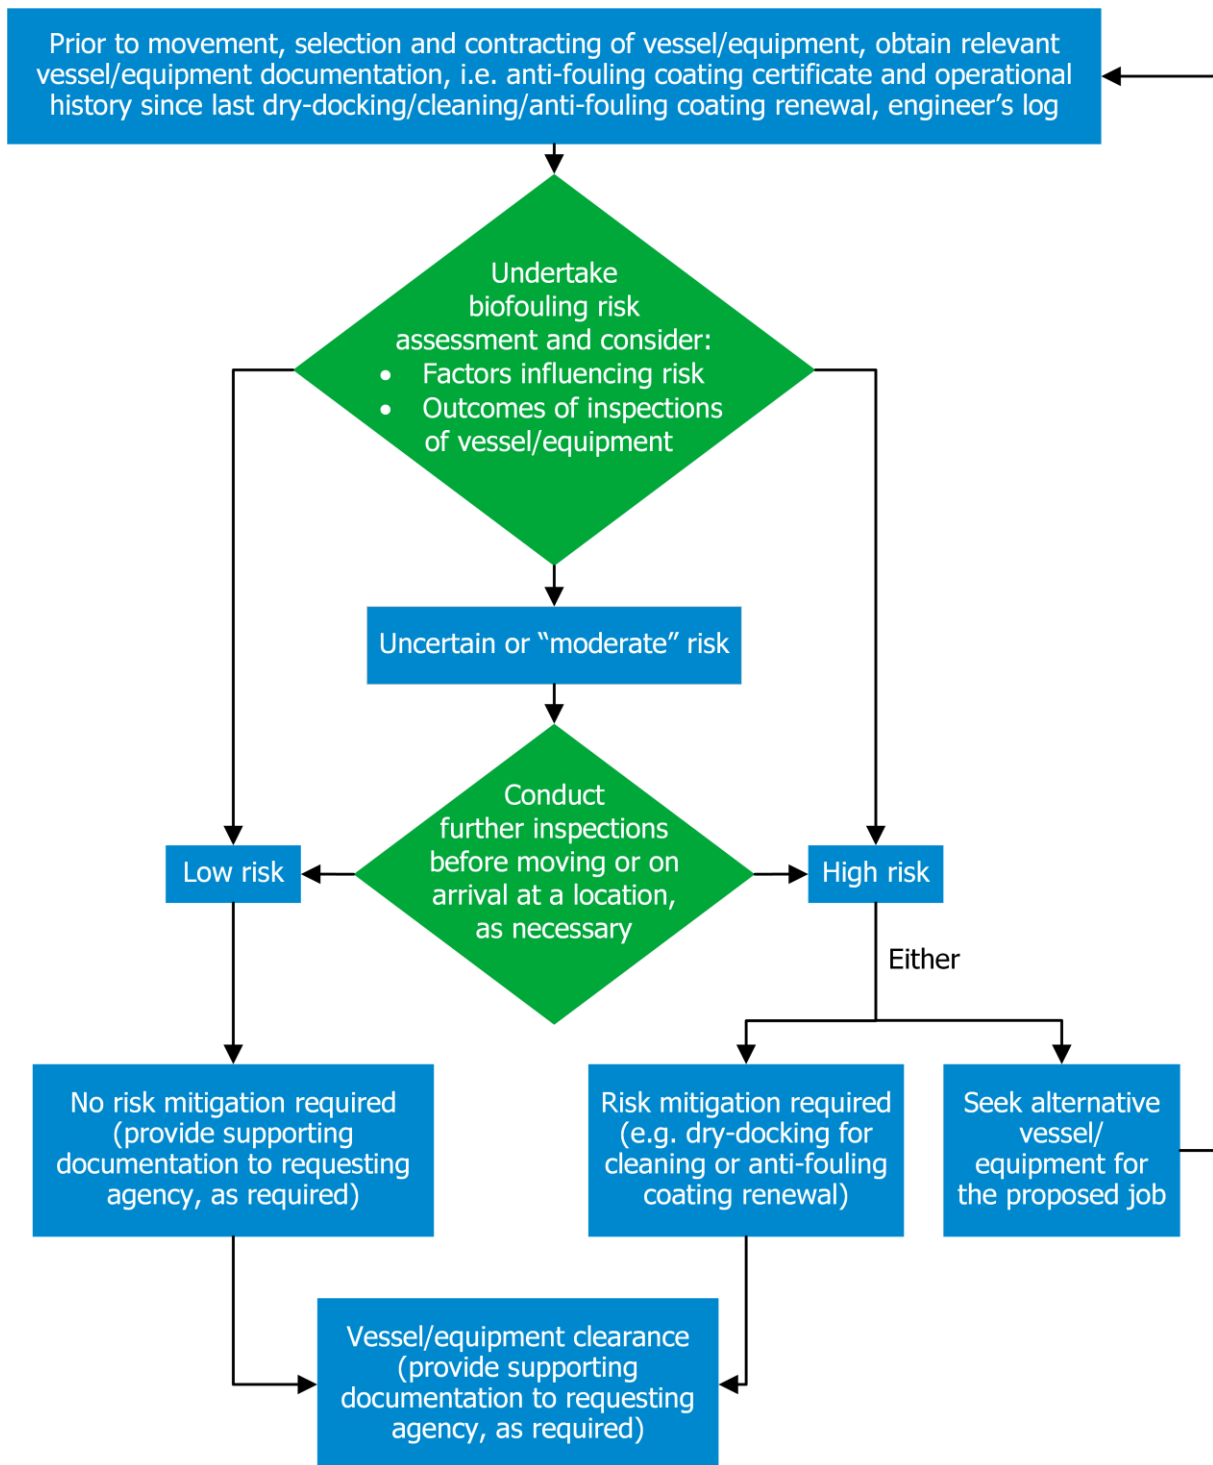 Prior to movement, selection and contracting of vessel/equipment, obtain relevant
vessel/equipment documentation, i.e. anti-fouling coating certificate and operational
history since last dry-docking/cleaning/anti-fouling coating renewal, engineer’s log
Undertake
biofouling risk
assessment and consider:
• Factors influencing risk
• Outcomes of inspections
of vessel/equipment
Uncertain or “moderate” risk
Conduct
further inspections
before moving or on
arrival at a location,
as necessary
Low risk
High risk
Either
No risk mitigation required
(provide supporting
documentation to requesting
agency, as required)
Risk mitigation required
(e.g. dry-docking for
cleaning or anti-fouling
coating renewal)
Seek alternative
vessel/
equipment for
the proposed job
Vessel/equipment clearance
(provide supporting
documentation to requesting
agency, as required)